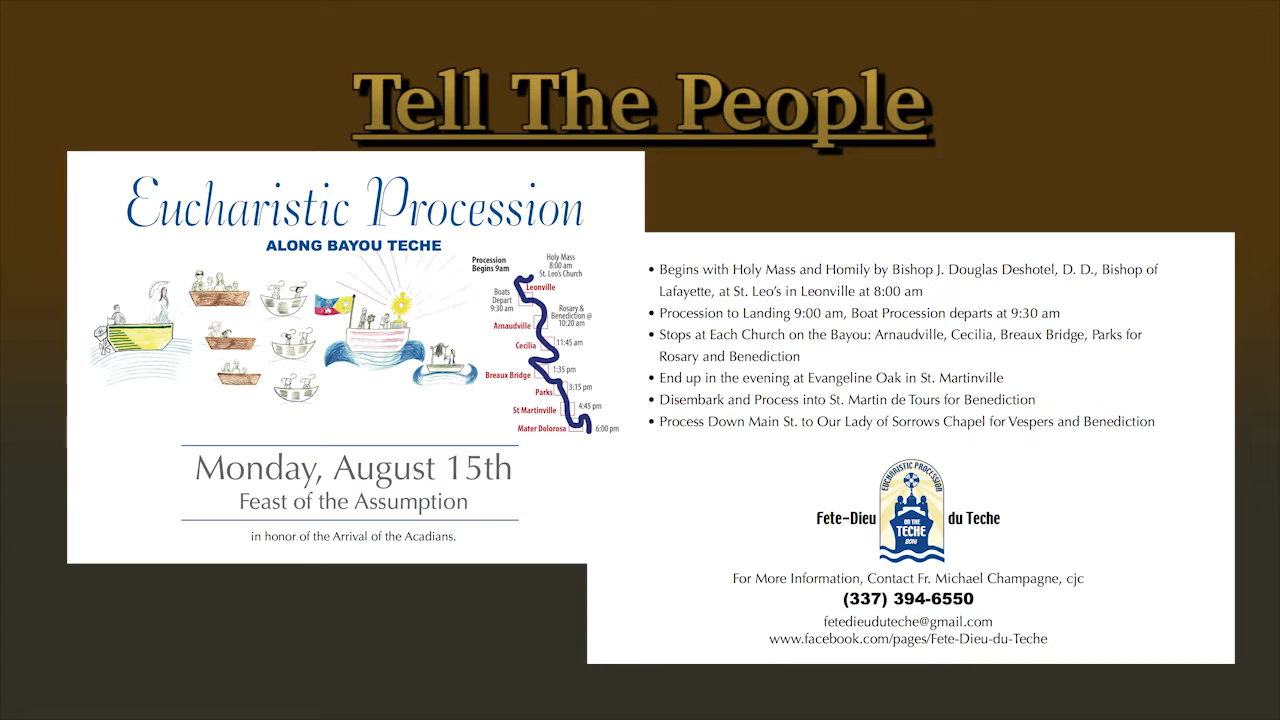 Tell The People
Eucharistic Procession
ALONG BAYOU TECHE
Procession
Begins 9am
Holy Mass
8:00 am
St. Leo's Church
Leonville
Boats
Depart
9:30 am
Rosary &
Benediction @
10:20 am
Arnaudville
Cecilia
11:45 am
Breaux Bridge
1:35 pm
Parks
3:15 pm
St Martinville
4:45 pm
Mater Dolorosa
6:00 pm
Monday, August 15th
Feast of the Assumption
in honor of the Arrival of the Acadians.
• Begins with Holy Mass and Homily by Bishop J. Douglas Deshotel, D. D., Bishop of
Lafayette, at St. Leo's in Leonville at 8:00 am
• Procession to Landing 9:00 am, Boat Procession departs at 9:30 am
• Stops at Each Church on the Bayou: Arnaudville, Cecilia, Breaux Bridge, Parks for
Rosary and Benediction
• End up in the evening at Evangeline Oak in St. Martinville
• Disembark and Process into St. Martin de Tours for Benediction
• Process Down Main St. to Our Lady of Sorrows Chapel for Vespers and Benediction
EUCHARISTIC PROCESSION
Fete-Dieu du Teche
ON THE
TECHE
2016
For More Information, Contact Fr. Michael Champagne, cjc
(337) 394-6550
fetedieuduteche@gmail.com
www.facebook.com/pages/Fete-Dieu-du-Teche